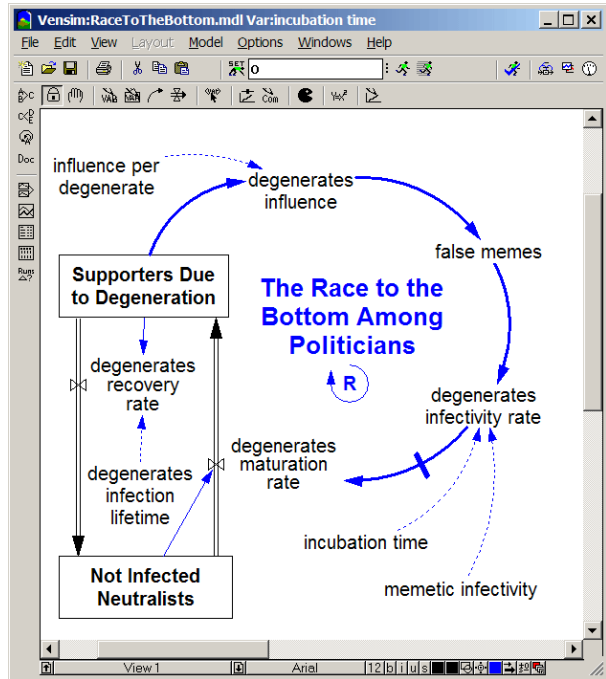 Vensim:RaceToTheBottom.mdl Var:incubation time
File Edit View Layout Model Options Windows Help
SET 0
VAB Com
Doc
Runs
influence per
degenerate
degenerates
influence
false memes
Supporters Due
to Degeneration
The Race to the
Bottom Among
Politicians
R
degenerates
recovery
rate
degenerates
infectivity rate
degenerates
maturation
rate
degenerates
infection
lifetime
incubation time
memetic infectivity
Not Infected
Neutralists
View 1 Arial 12 b i u s